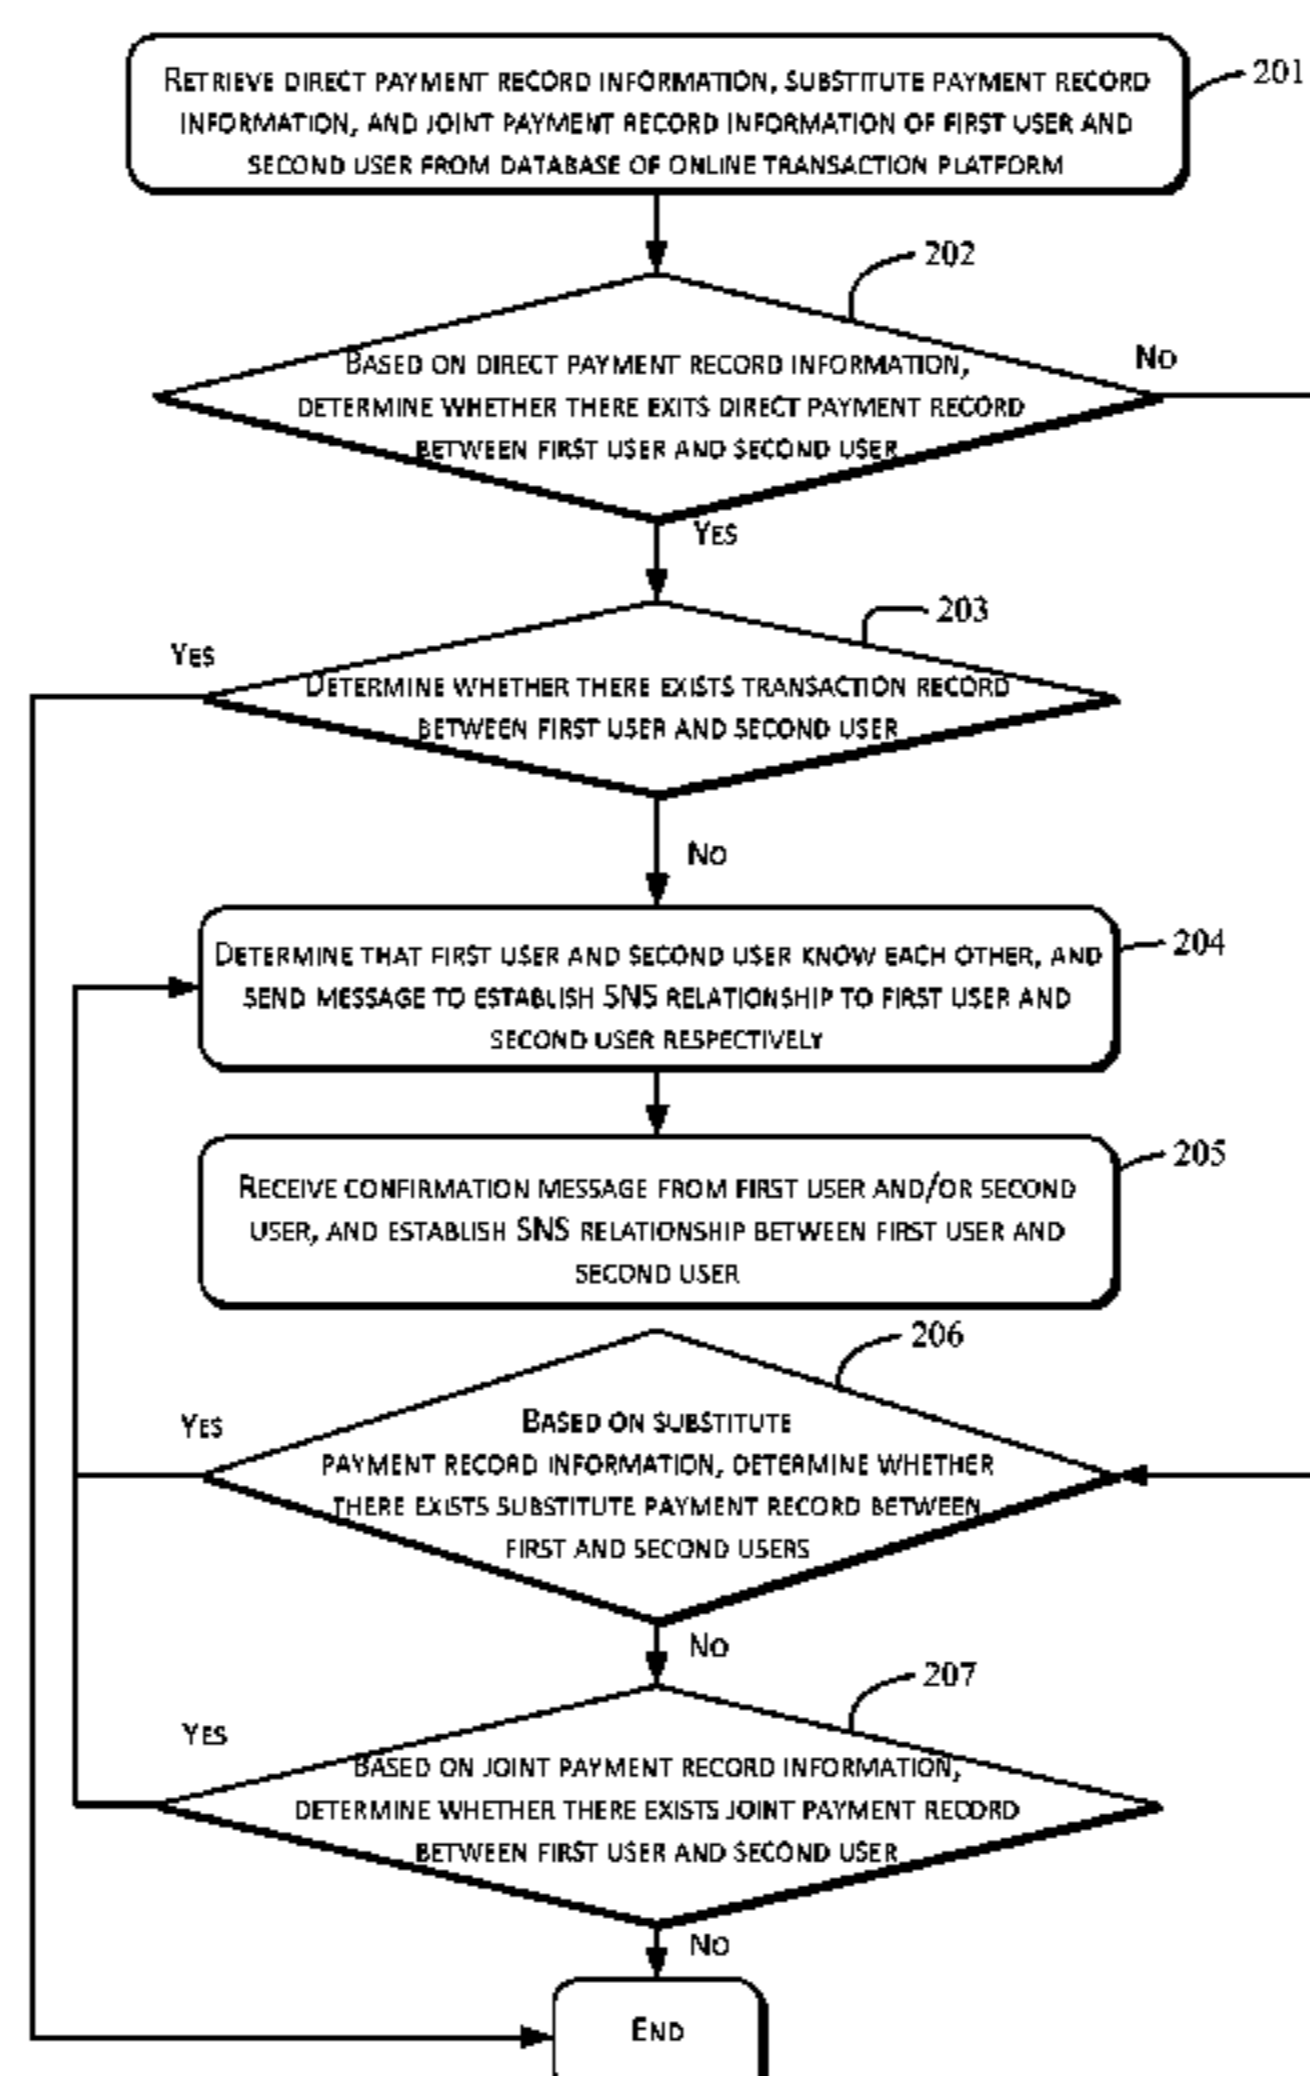 RETRIEVE DIRECT PAYMENT RECORD INFORMATION, SUBSTITUTE PAYMENT RECORD
INFORMATION, AND JOINT PAYMENT RECORD INFORMATION OF FIRST USER AND
SECOND USER FROM DATABASE OF ONLINE TRANSACTION PLATFORM
201
202
BASED ON DIRECT PAYMENT RECORD INFORMATION,
DETERMINE WHETHER THERE EXITS DIRECT PAYMENT RECORD
BETWEEN FIRST USER AND SECOND USER
NO
YES
203
YES
DETERMINE WHETHER THERE EXISTS TRANSACTION RECORD
BETWEEN FIRST USER AND SECOND USER
NO
204
DETERMINE THAT FIRST USER AND SECOND USER KNOW EACH OTHER, AND
SEND MESSAGE TO ESTABLISH SNS RELATIONSHIP TO FIRST USER AND
SECOND USER RESPECTIVELY
205
RECEIVE CONFIRMATION MESSAGE FROM FIRST USER AND/OR SECOND
USER, AND ESTABLISH SNS RELATIONSHIP BETWEEN FIRST USER AND
SECOND USER
206
YES
BASED ON SUBSTITUTE
PAYMENT RECORD INFORMATION, DETERMINE WHETHER
THERE EXISTS SUBSTITUTE PAYMENT RECORD BETWEEN
FIRST AND SECOND USERS
NO
207
YES
BASED ON JOINT PAYMENT RECORD INFORMATION,
DETERMINE WHETHER THERE EXISTS JOINT PAYMENT RECORD
BETWEEN FIRST USER AND SECOND USER
NO
END